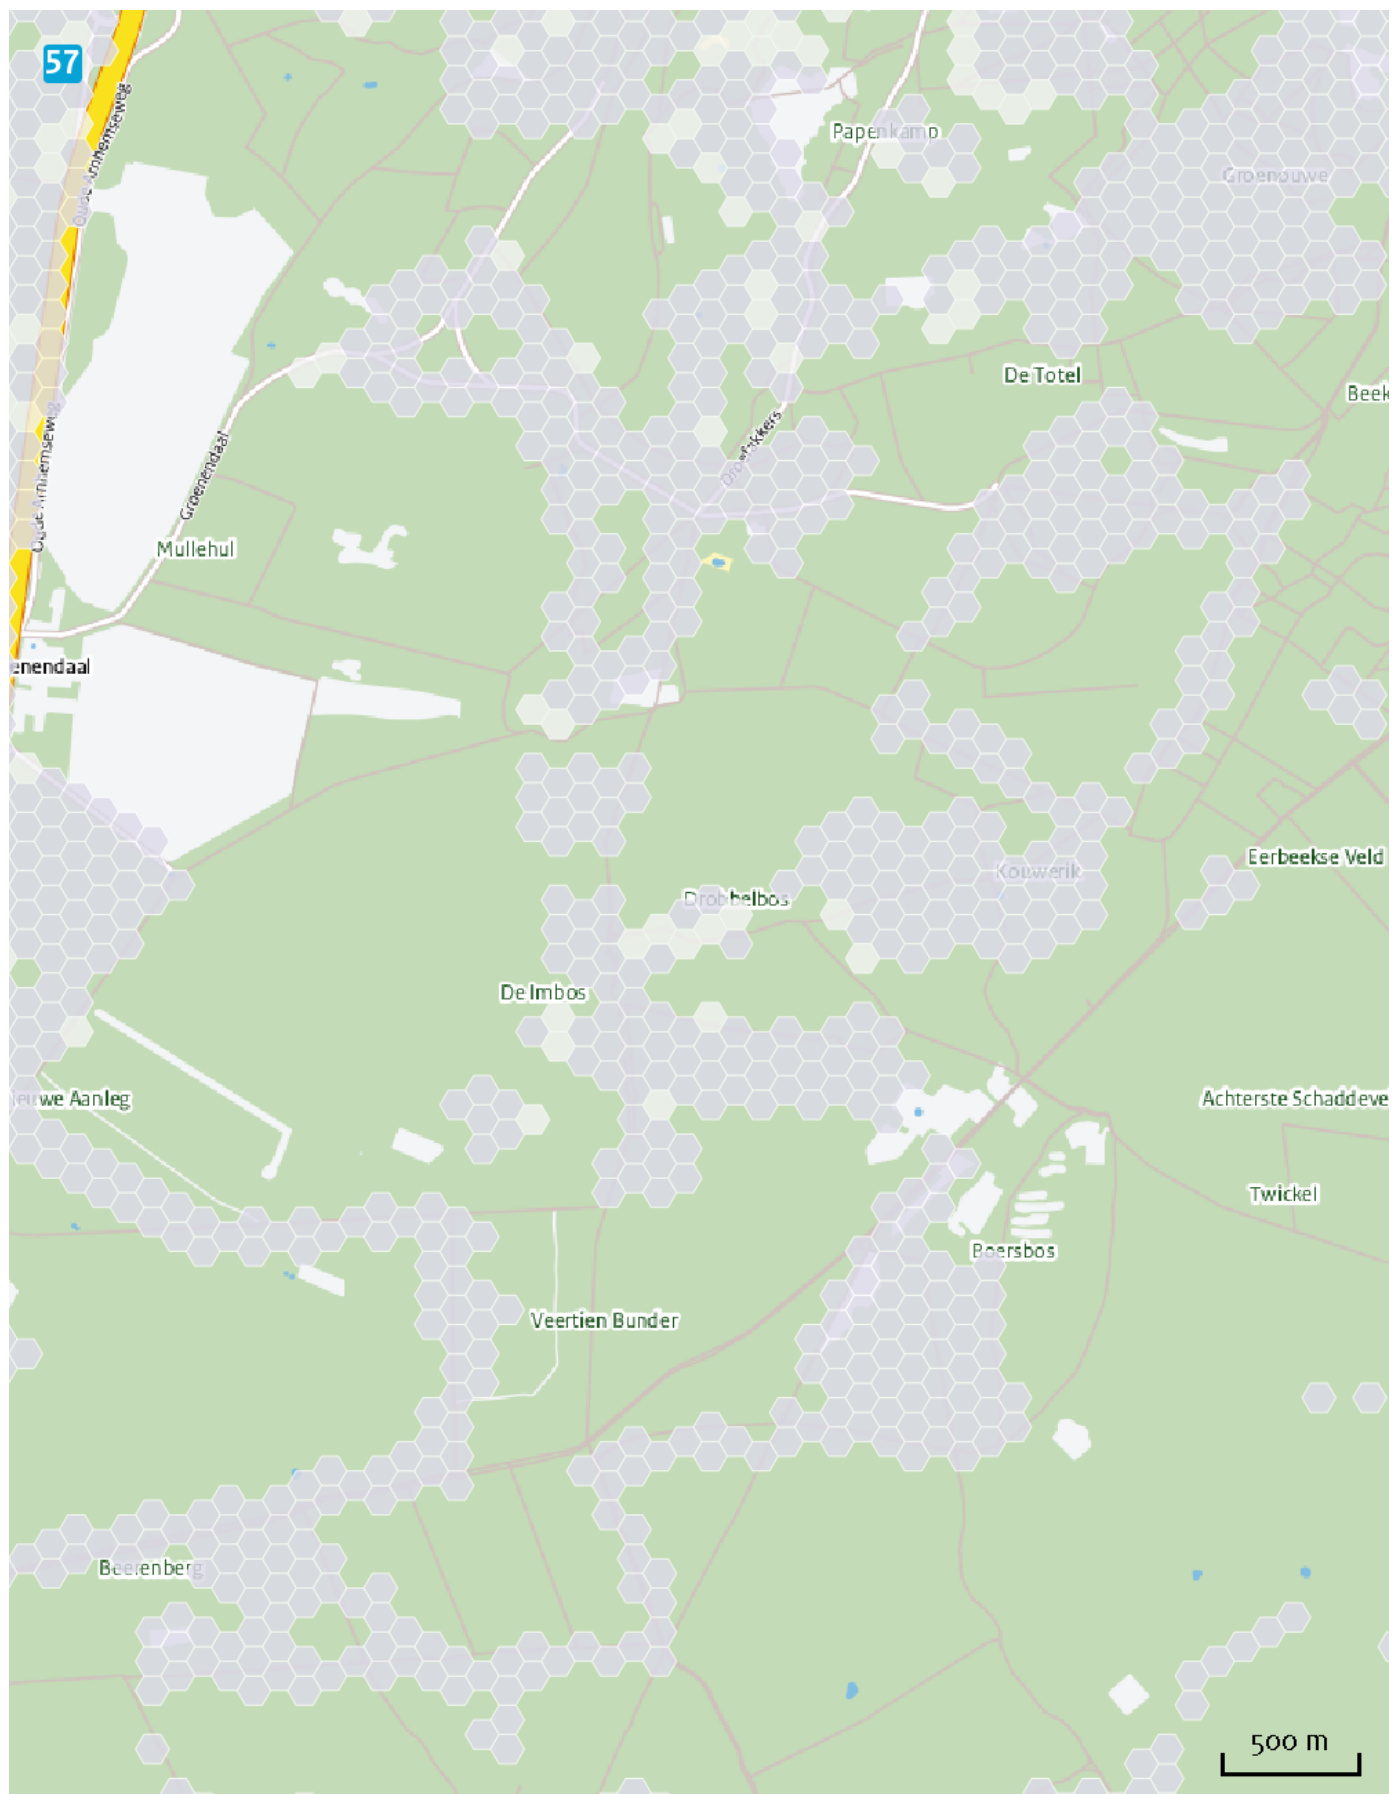 57
Oude Arnhemseweg
Papenkamp
Groenouwe
De Totel
Beek
Oude Arnhemseweg
Groenendaal
Mullehul
enendaal
Eerbeekse Veld
Kouwerik
Drobbelbos
De Imbos
ieuwe Aanleg
Achterste Schaddeve
Twickel
Boersbos
Veertien Bunder
Beerenberg
500 m